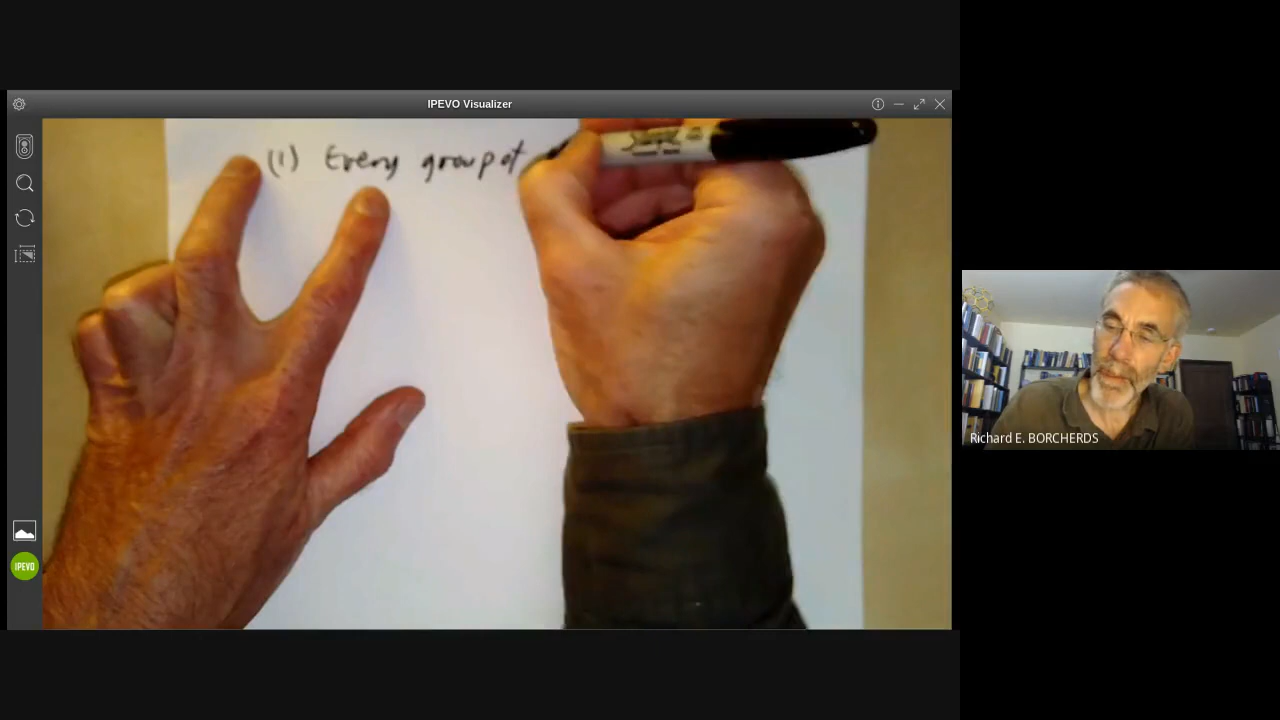 IPEVO Visualizer
(1) Every group of
IPEVO
Richard E. BORCHERDS